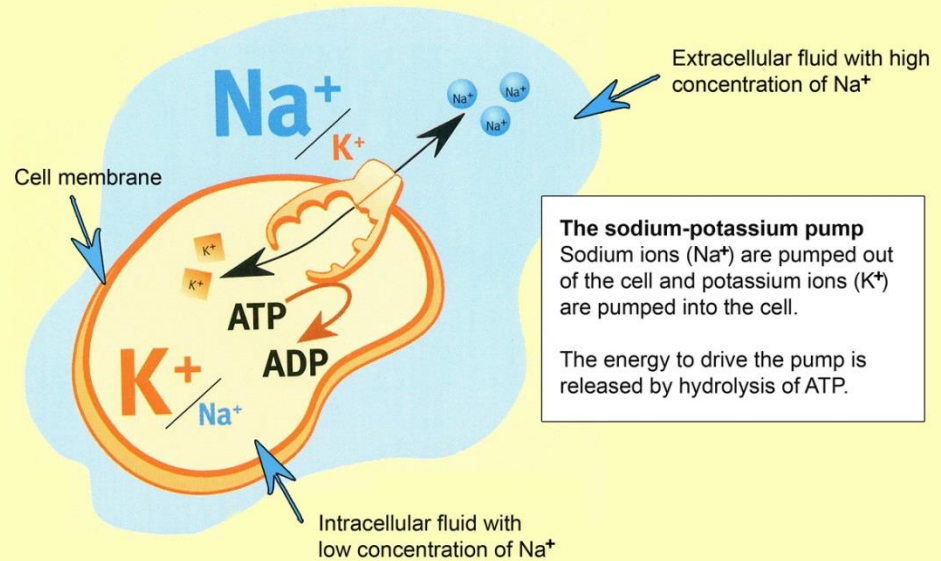 Extracellular fluid with high
concentration of Na⁺
Na⁺
K⁺
Na⁺
Na⁺
Na⁺
Cell membrane
K⁺
K⁺
ATP
ADP
K⁺
Na⁺
The sodium-potassium pump
Sodium ions (Na⁺) are pumped out
of the cell and potassium ions (K⁺)
are pumped into the cell.
The energy to drive the pump is
released by hydrolysis of ATP.
Intracellular fluid with
low concentration of Na⁺